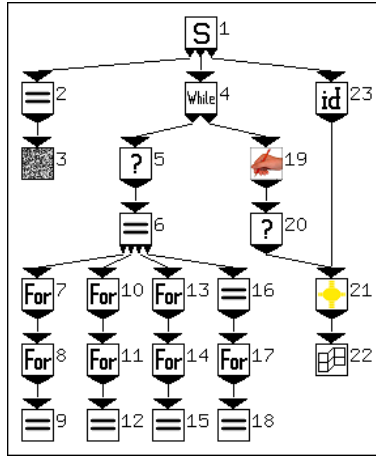 S 1
= 2
While 4
id 23
3
? 5
19
= 6
? 20
For 7
For 10
For 13
= 16
21
For 8
For 11
For 14
For 17
22
= 9
= 12
= 15
= 18